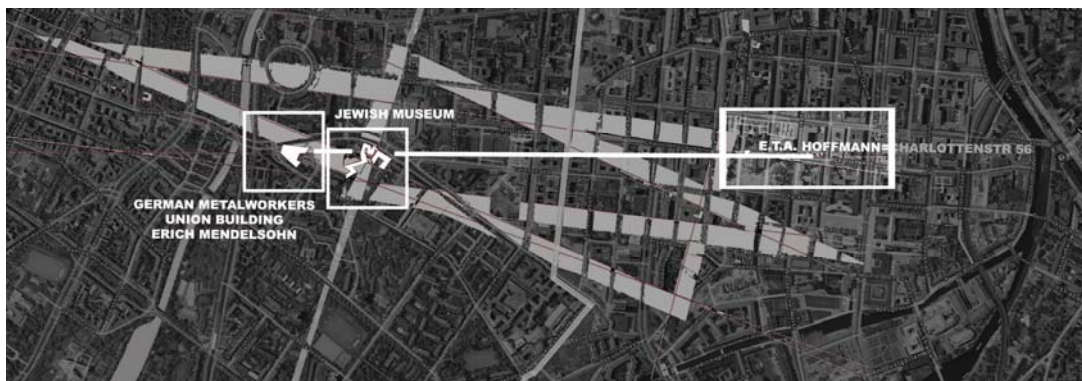 JEWISH MUSEUM
E.T.A. HOFFMANN-CHARLOTTENSTR 56
GERMAN METALWORKERS
UNION BUILDING
ERICH MENDELSOHN